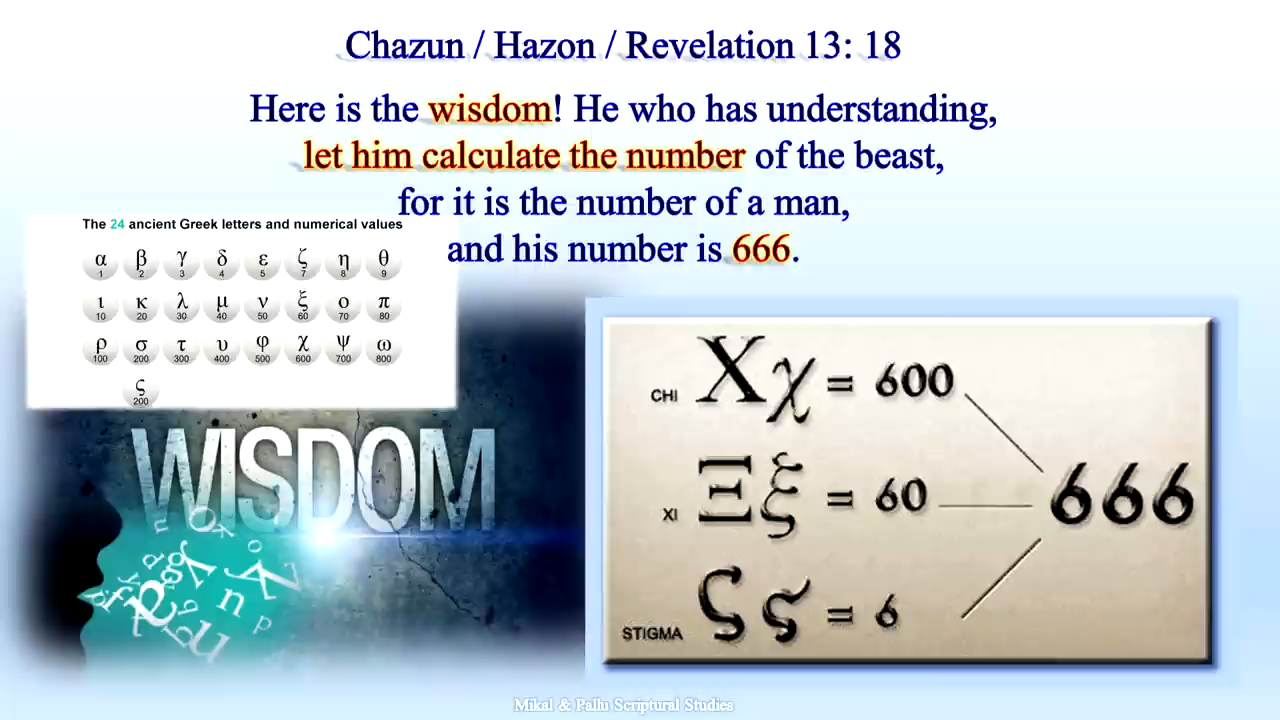 Chazun / Hazon / Revelation 13: 18
Here is the wisdom! He who has understanding,
let him calculate the number of the beast,
for it is the number of a man,
and his number is 666.
The 24 ancient Greek letters and numerical values
α β γ δ ε ζ η θ
1 2 3 4 5 7 8 9
ι κ λ μ ν ξ ο π
10 20 30 40 50 60 70 80
ρ σ τ υ φ χ ψ ω
100 200 300 400 500 600 700 800
ς
200
WISDOM
CHI Χχ = 600
XI Ξξ = 60
666
STIGMA Ϛϛ = 6
Mikal & Pallu Scriptural Studies